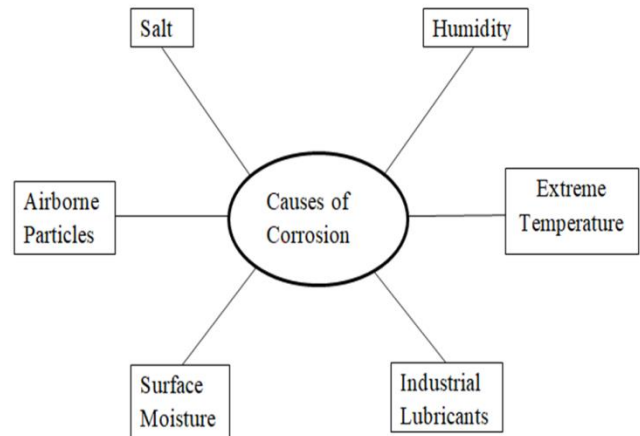 Salt
Humidity
Airborne
Particles
Causes of
Corrosion
Extreme
Temperature
Surface
Moisture
Industrial
Lubricants